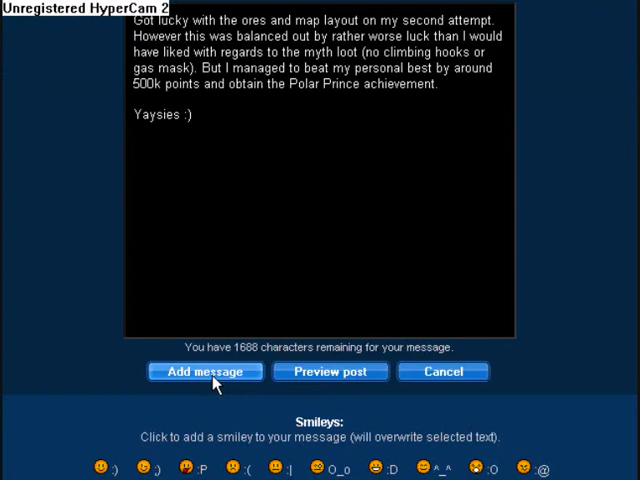 Unregistered HyperCam 2
Got lucky with the ores and map layout on my second attempt.
However this was balanced out by rather worse luck than I would
have liked with regards to the myth loot (no climbing hooks or
gas mask). But I managed to beat my personal best by around
500k points and obtain the Polar Prince achievement.
Yaysies :)
You have 1688 characters remaining for your message.
Add message Preview post Cancel
Smileys:
Click to add a smiley to your message (will overwrite selected text).
:) ;) :P :( :| O_o :D ^_^ :O :@